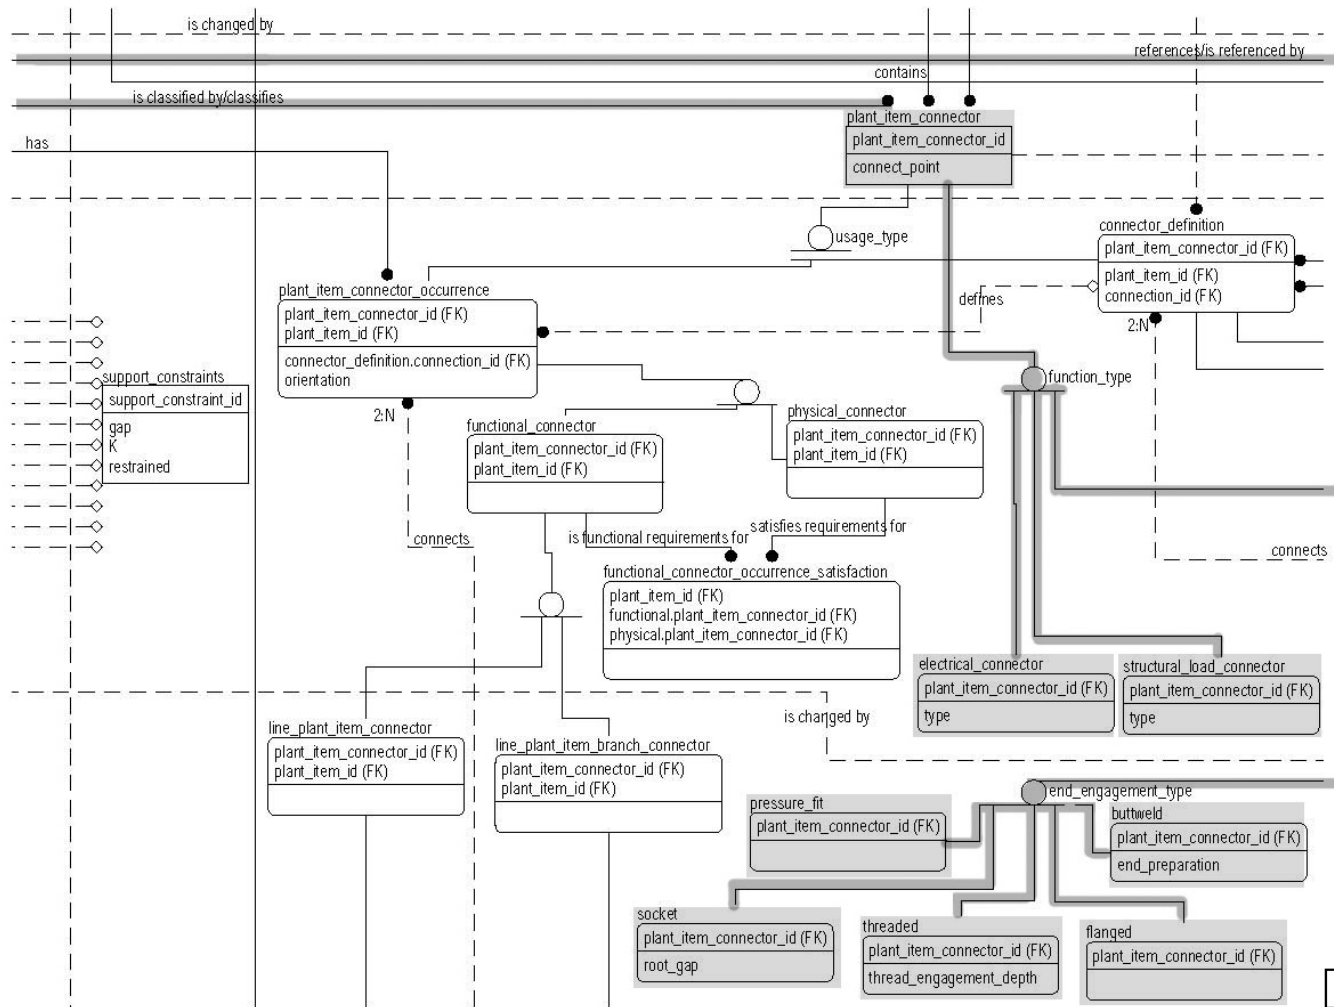 is changed by
references/is referenced by
contains
is classified by/classifies
has
plant_item_connector
plant_item_connector_id
connect_point
usage_type
connector_definition
plant_item_connector_id (FK)
plant_item_id (FK)
connection_id (FK)
2:N
defines
plant_item_connector_occurrence
plant_item_connector_id (FK)
plant_item_id (FK)
connector_definition.connection_id (FK)
orientation
2:N
support_constraints
support_constraint_id
gap
K
restrained
function_type
functional_connector
plant_item_connector_id (FK)
plant_item_id (FK)
physical_connector
plant_item_connector_id (FK)
plant_item_id (FK)
connects
is functional requirements for
satisfies requirements for
connects
functional_connector_occurrence_satisfaction
plant_item_id (FK)
functional.plant_item_connector_id (FK)
physical.plant_item_connector_id (FK)
electrical_connector
plant_item_connector_id (FK)
type
structural_load_connector
plant_item_connector_id (FK)
type
is changed by
line_plant_item_connector
plant_item_connector_id (FK)
plant_item_id (FK)
line_plant_item_branch_connector
plant_item_connector_id (FK)
plant_item_id (FK)
end_engagement_type
pressure_fit
plant_item_connector_id (FK)
buttweld
plant_item_connector_id (FK)
end_preparation
socket
plant_item_connector_id (FK)
root_gap
threaded
plant_item_connector_id (FK)
thread_engagement_depth
flanged
plant_item_connector_id (FK)